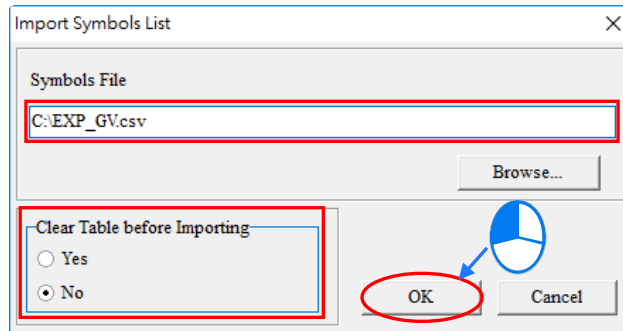 Import Symbols List
Symbols File
C:\EXP_GV.csv
Browse...
Clear Table before Importing
Yes
No
OK
Cancel